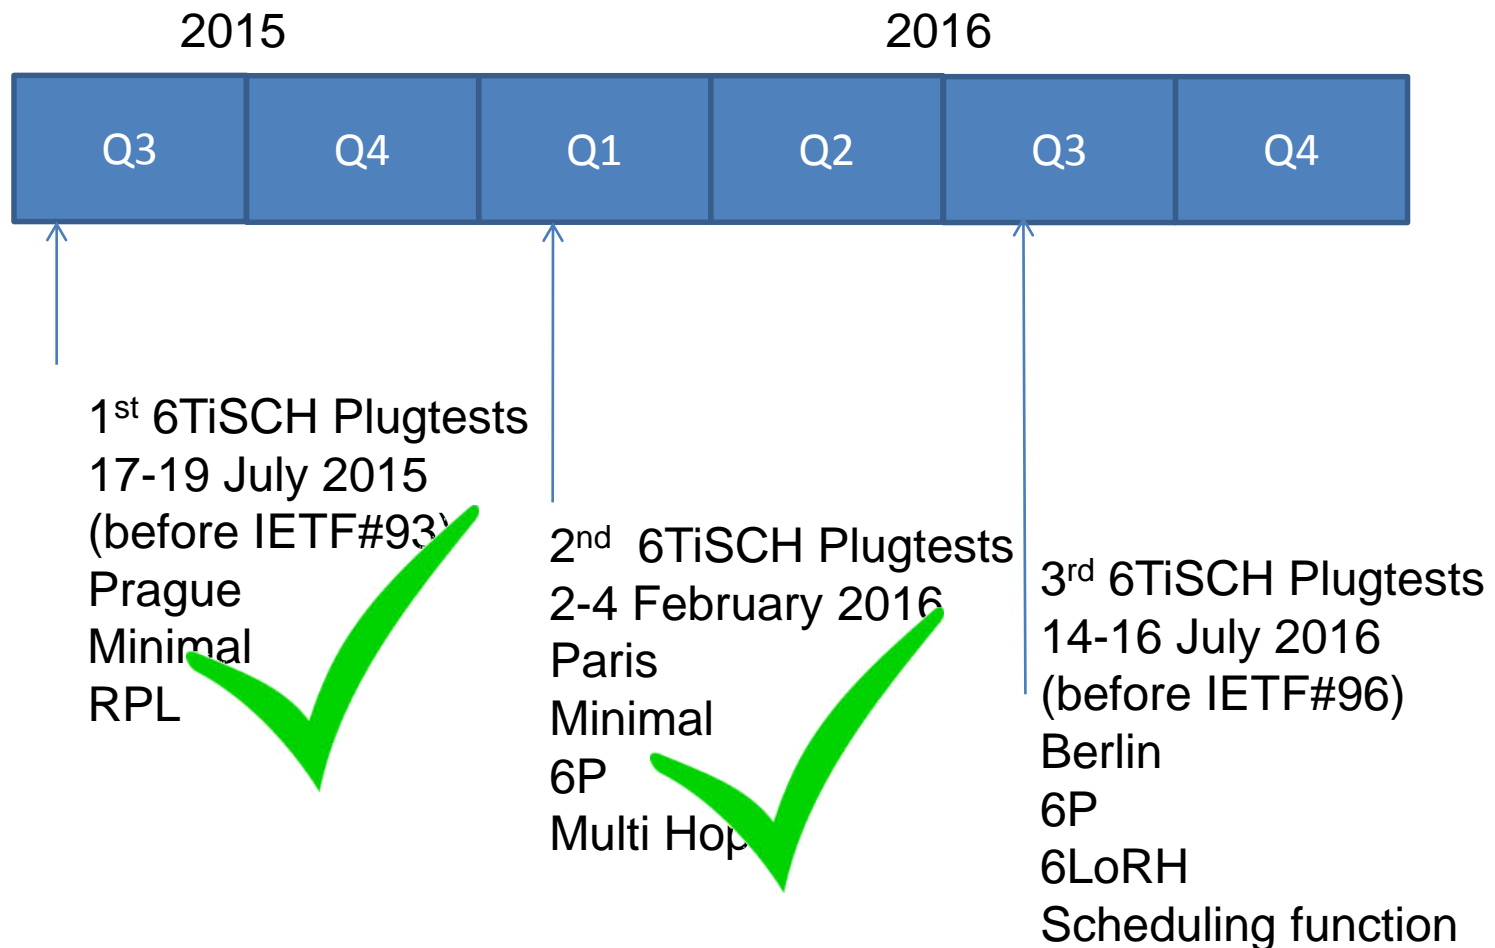 2015
2016
Q3
Q4
Q1
Q2
Q3
Q4
1st 6TiSCH Plugtests
17-19 July 2015
(before IETF#93)
Prague
Minimal
RPL
2nd 6TiSCH Plugtests
2-4 February 2016
Paris
Minimal
6P
Multi Hop
3rd 6TiSCH Plugtests
14-16 July 2016
(before IETF#96)
Berlin
6P
6LoRH
Scheduling function